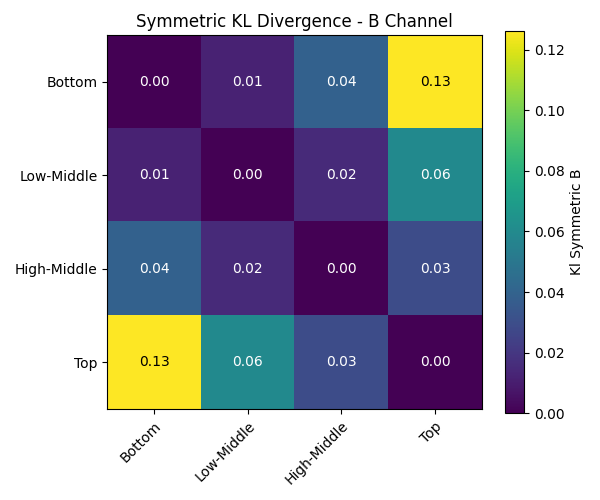 Symmetric KL Divergence - B Channel
Bottom 0.00 0.01 0.04 0.13
Low-Middle 0.01 0.00 0.02 0.06
High-Middle 0.04 0.02 0.00 0.03
Top 0.13 0.06 0.03 0.00
Bottom Low-Middle High-Middle Top
0.12
0.10
0.08
0.06
0.04
0.02
0.00
Kl Symmetric B